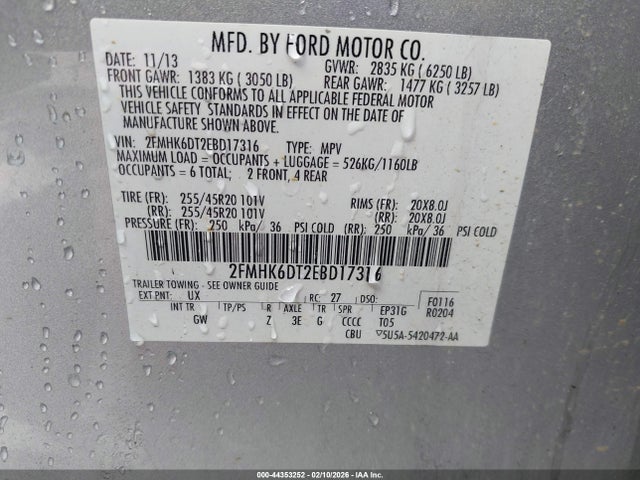 MFD. BY FORD MOTOR CO.
DATE: 11/13 GVWR: 2835 KG ( 6250 LB)
FRONT GAWR: 1383 KG ( 3050 LB) REAR GAWR: 1477 KG ( 3257 LB)
THIS VEHICLE CONFORMS TO ALL APPLICABLE FEDERAL MOTOR
VEHICLE SAFETY STANDARDS IN EFFECT ON THE DATE OF
MANUFACTURE SHOWN ABOVE.
VIN: 2FMHK6DT2EBD17316 TYPE: MPV
MAXIMUM LOAD = OCCUPANTS + LUGGAGE = 526KG/1160LB
OCCUPANTS = 6 TOTAL; 2 FRONT, 4 REAR
TIRE (FR): 255/45R20 101V RIMS (FR): 20X8.0J
(RR): 255/45R20 101V (RR): 20X8.0J
PRESSURE (FR): 250 kPa/ 36 PSI COLD (RR): 250 kPa/ 36 PSI COLD
2FMHK6DT2EBD17316
TRAILER TOWING - SEE OWNER GUIDE
EXT PNT: UX RC: 27 DSO: F0116
R0204
INT TR TP/PS R AXLE TR SPR EP31G
GW Z 3E G CCCC T05
CBU 5U5A-5420472-AA
000-44353252 - 02/10/2026 - COPYRIGHT IAA, INC.